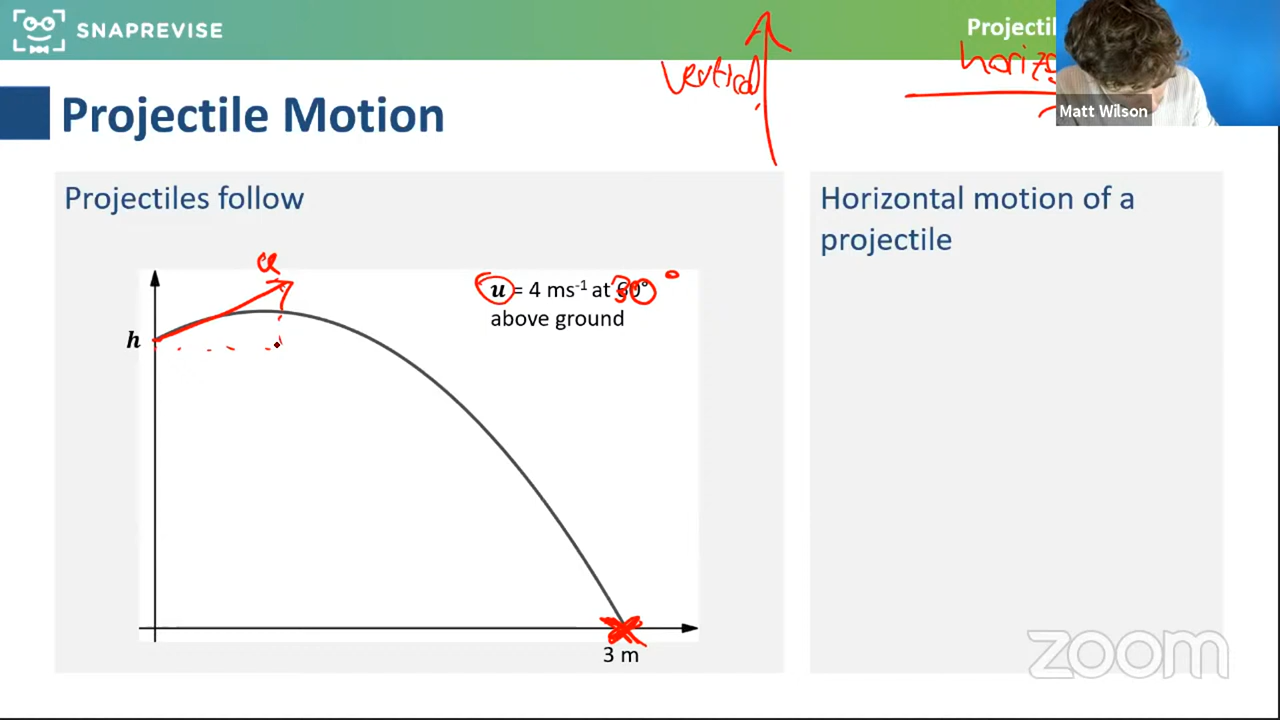 SNAPREVISE
Projectil
vertical
horiz
Matt Wilson
Projectile Motion
Projectiles follow
Horizontal motion of a
projectile
u
u = 4 ms⁻¹ at 30°
above ground
h
3 m
zoom